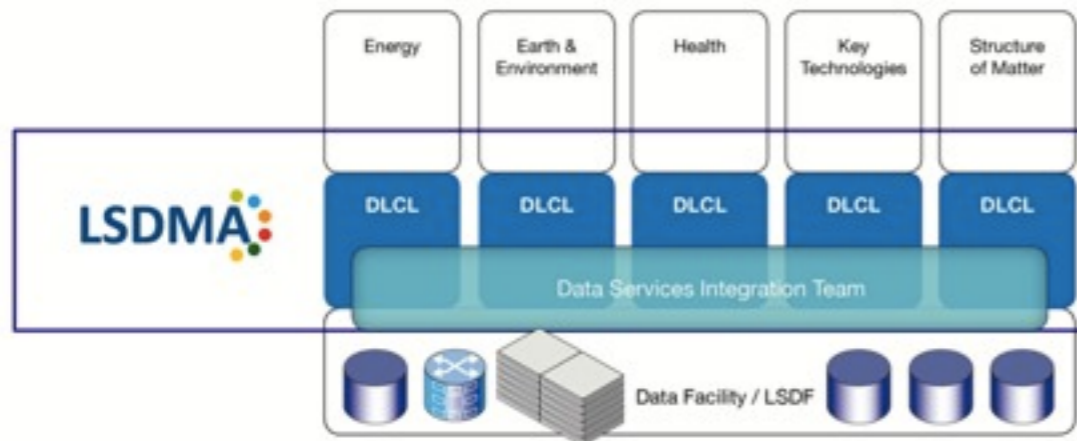 Energy
Earth &
Environment
Health
Key
Technologies
Structure
of Matter
LSDMA
DLCL
DLCL
DLCL
DLCL
DLCL
Data Services Integration Team
Data Facility / LSDF